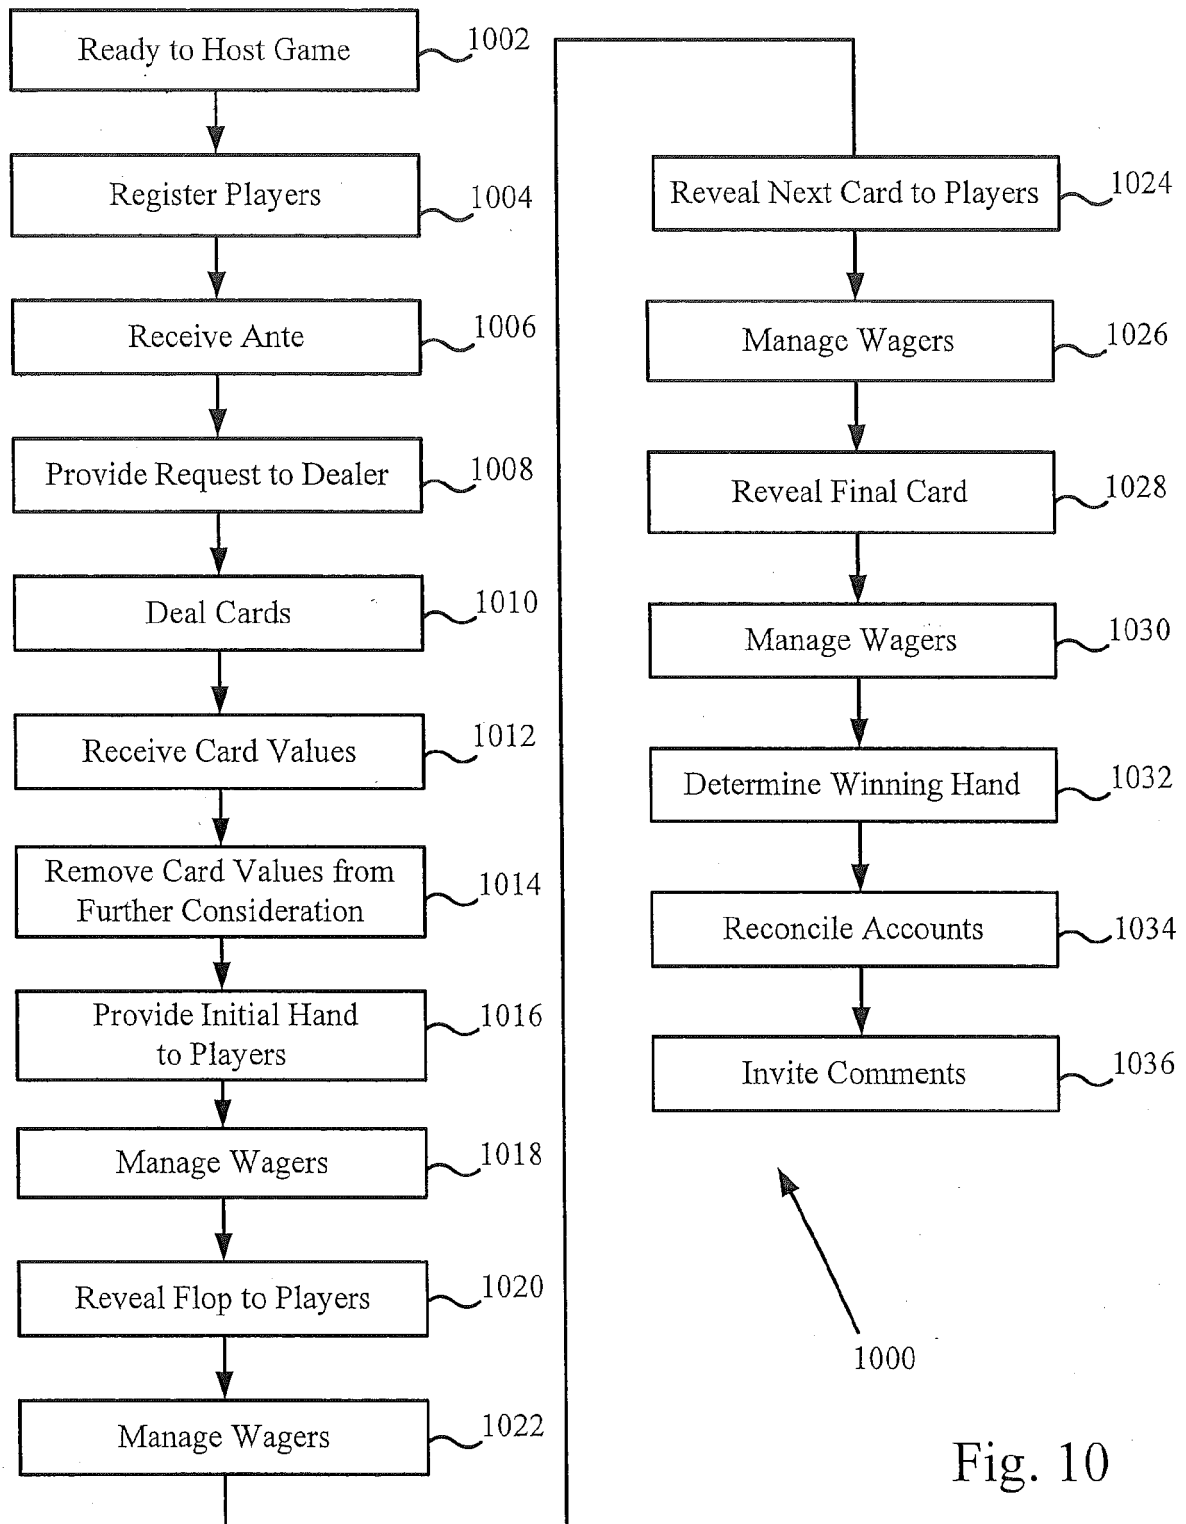 Ready to Host Game
1002
Register Players
1004
Receive Ante
1006
Provide Request to Dealer
1008
Deal Cards
1010
Receive Card Values
1012
Remove Card Values from
Further Consideration
1014
Provide Initial Hand
to Players
1016
Manage Wagers
1018
Reveal Flop to Players
1020
Manage Wagers
1022
Reveal Next Card to Players
1024
Manage Wagers
1026
Reveal Final Card
1028
Manage Wagers
1030
Determine Winning Hand
1032
Reconcile Accounts
1034
Invite Comments
1036
1000
Fig. 10